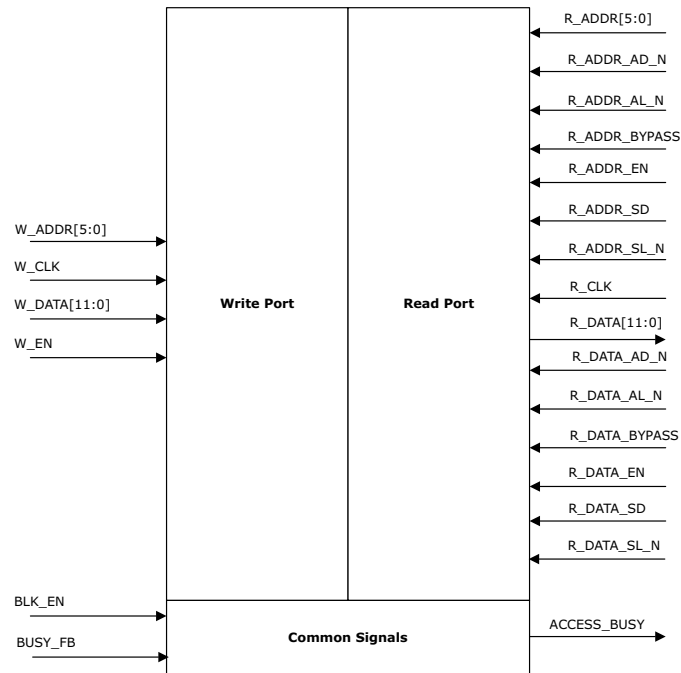 R_ADDR[5:0]
R_ADDR_AD_N
R_ADDR_AL_N
R_ADDR_BYPASS
R_ADDR_EN
R_ADDR_SD
W_ADDR[5:0]
R_ADDR_SL_N
W_CLK
R_CLK
W_DATA[11:0]
Write Port
Read Port
R_DATA[11:0]
W_EN
R_DATA_AD_N
R_DATA_AL_N
R_DATA_BYPASS
R_DATA_EN
R_DATA_SD
R_DATA_SL_N
BLK_EN
ACCESS_BUSY
Common Signals
BUSY_FB